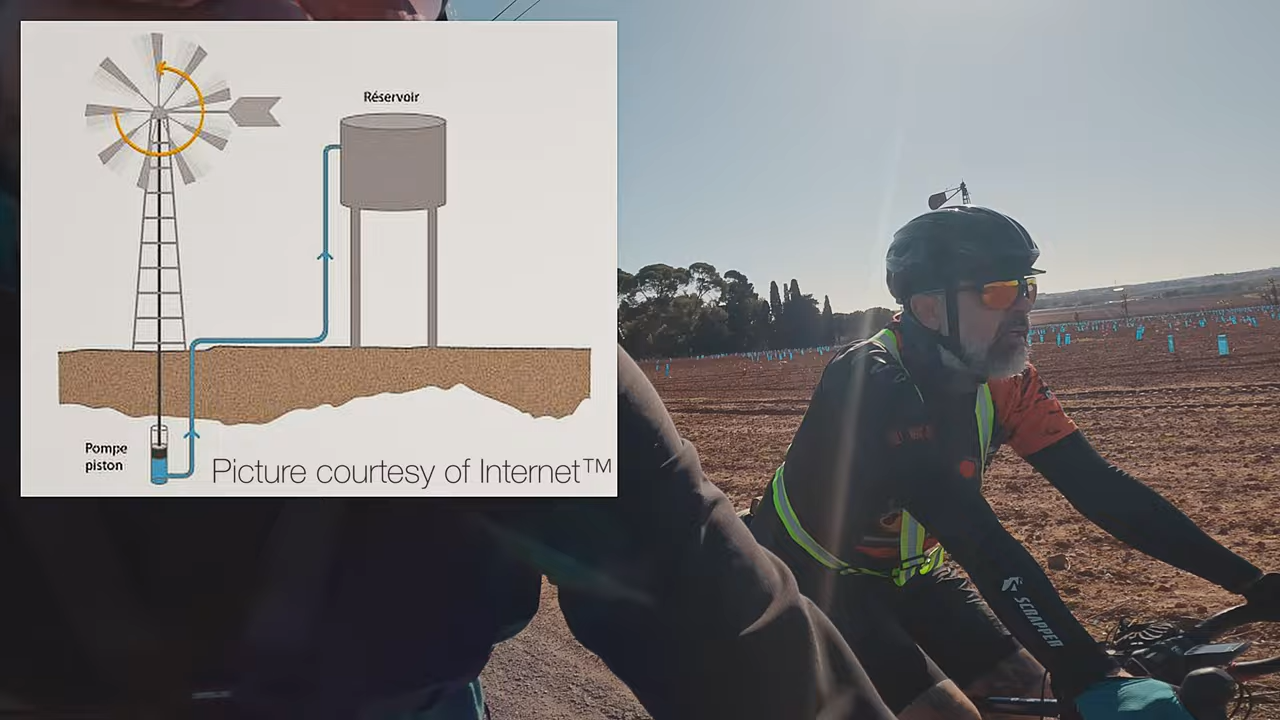 Réservoir
Pompe
piston
Picture courtesy of Internet™
SCRAPPER